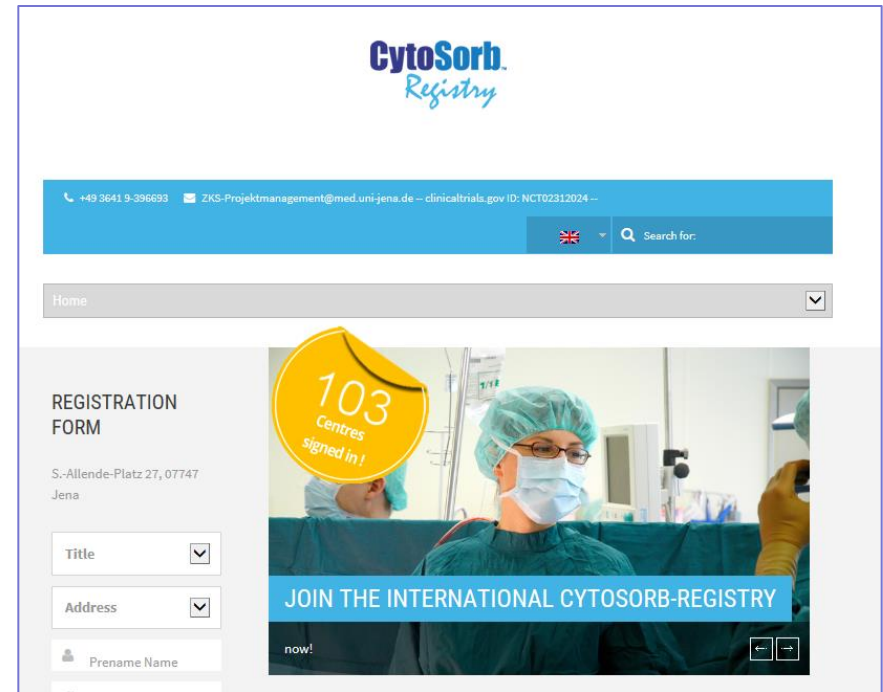 CytoSorb™
Registry
+49 3641 9-396693 ZKS-Projektmanagement@med.uni-jena.de -- clinicaltrials.gov ID: NCT02312024 --
Search for:
Home
REGISTRATION
FORM
S.-Allende-Platz 27, 07747
Jena
Title
Address
Prename Name
103
Centres
signed in !
JOIN THE INTERNATIONAL CYTOSORB-REGISTRY
now!